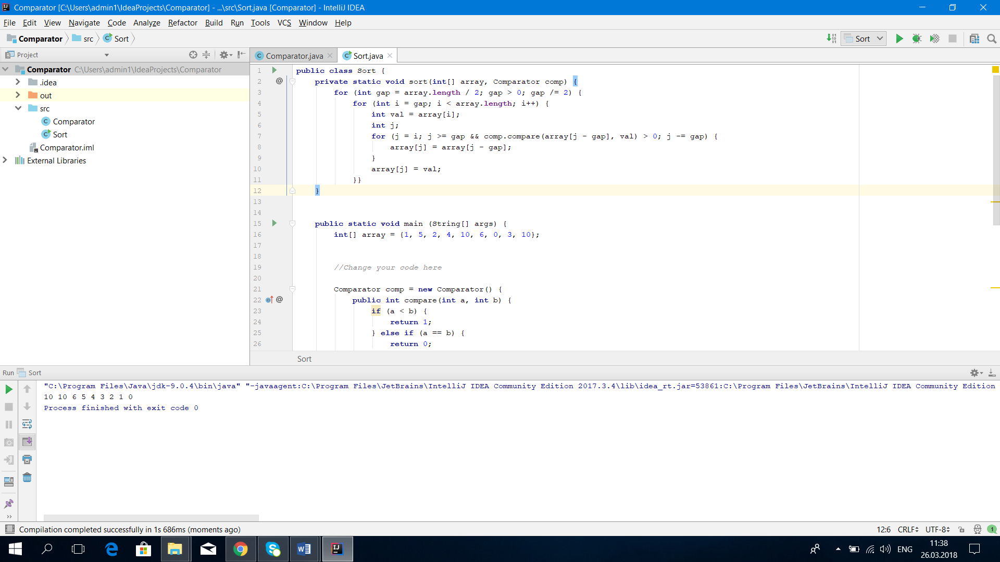 Comparator [C:\Users\admin1\IdeaProjects\Comparator] - ...\src\Sort.java [Comparator] - IntelliJ IDEA
File Edit View Navigate Code Analyze Refactor Build Run Tools VCS Window Help
Comparator src Sort
Sort
Project
Comparator.java Sort.java
Comparator C:\Users\admin1\IdeaProjects\Comparator
.idea
out
src
Comparator
Sort
Comparator.iml
External Libraries
1 public class Sort {
2 private static void sort(int[] array, Comparator comp) {
3 for (int gap = array.length / 2; gap > 0; gap /= 2) {
4 for (int i = gap; i < array.length; i++) {
5 int val = array[i];
6 int j;
7 for (j = i; j >= gap && comp.compare(array[j - gap], val) > 0; j -= gap) {
8 array[j] = array[j - gap];
9 }
10 array[j] = val;
11 }}
12 }
13
14
15 public static void main (String[] args) {
16 int[] array = {1, 5, 2, 4, 10, 6, 0, 3, 10};
17
18
19 //Change your code here
20
21 Comparator comp = new Comparator() {
22 public int compare(int a, int b) {
23 if (a < b) {
24 return 1;
25 } else if (a == b) {
26 return 0;
Sort
Run Sort
"C:\Program Files\Java\jdk-9.0.4\bin\java" "-javaagent:C:\Program Files\JetBrains\IntelliJ IDEA Community Edition 2017.3.4\lib\idea_rt.jar=53861:C:\Program Files\JetBrains\IntelliJ IDEA Community Edition
10 10 6 5 4 3 2 1 0
Process finished with exit code 0
Compilation completed successfully in 1s 686ms (moments ago)
12:6 CRLF UTF-8 1
ENG
11:38
26.03.2018